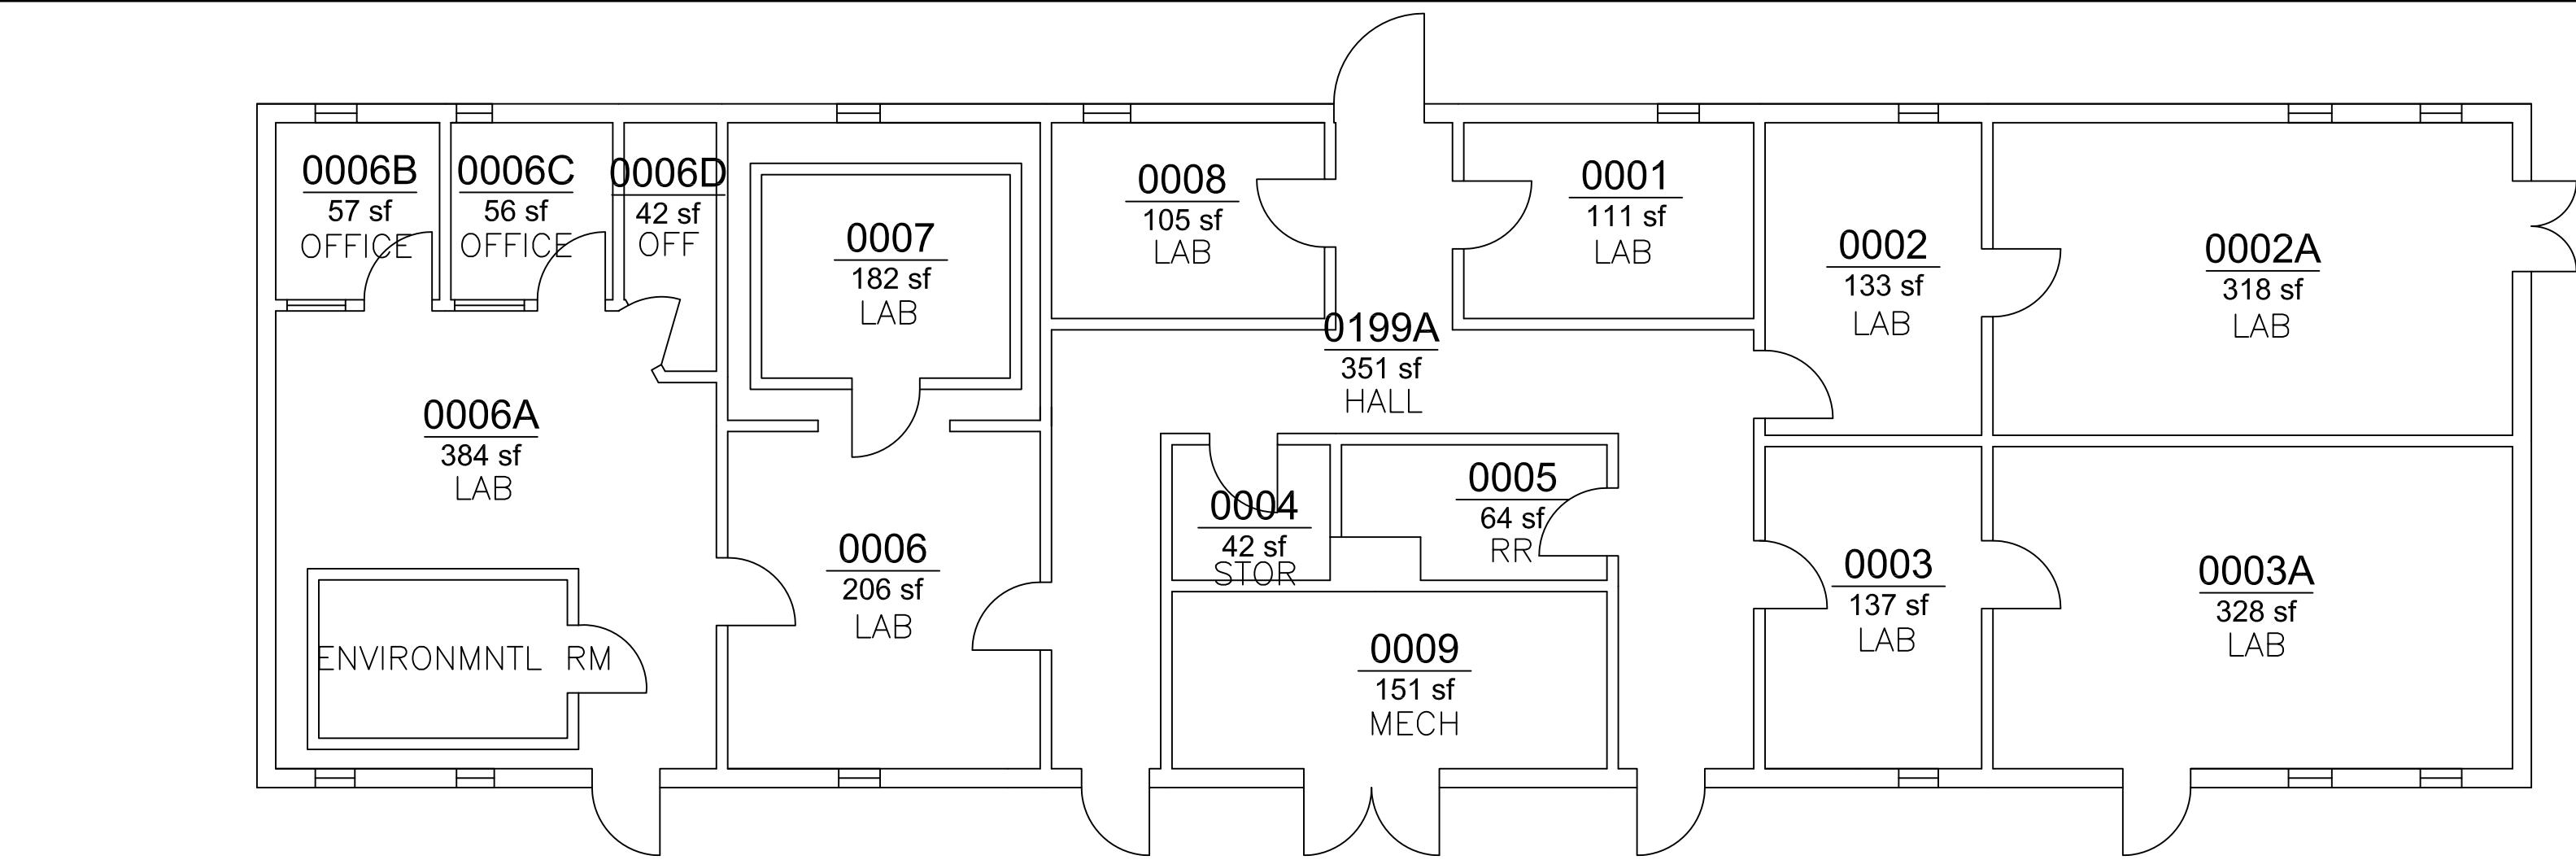 0006B
57 sf
OFFICE
0006C
56 sf
OFFICE
0006D
42 sf
OFF
0007
182 sf
LAB
0008
105 sf
LAB
0001
111 sf
LAB
0002
133 sf
LAB
0002A
318 sf
LAB
0199A
351 sf
HALL
0006A
384 sf
LAB
0006
206 sf
LAB
0004
42 sf
STOR
0005
64 sf
RR
0003
137 sf
LAB
0003A
328 sf
LAB
ENVIRONMNTL RM
0009
151 sf
MECH